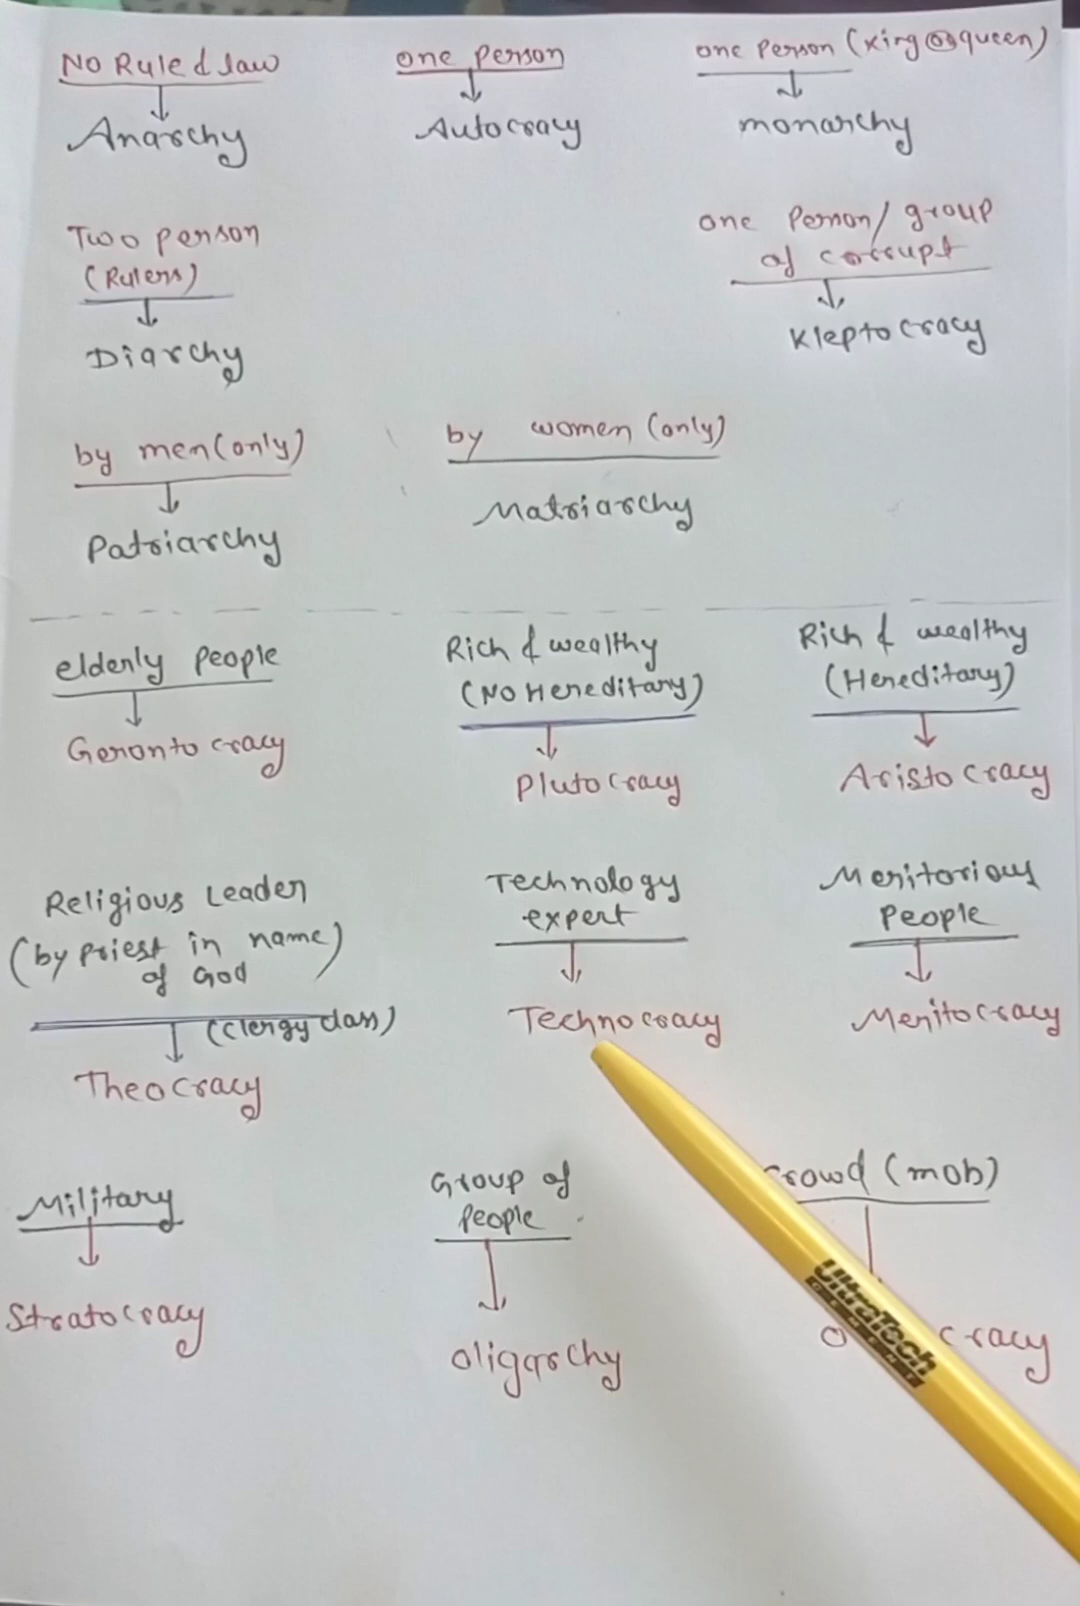 No Rule & law
one person
one person (king or queen)
Anarchy
Autocracy
monarchy
Two person
(Rulers)
Diarchy
one person/group
of corrupt
Kleptocracy
by men (only)
Patriarchy
by women (only)
Matriarchy
elderly people
Gerontocracy
Rich & wealthy
(No Hereditary)
Plutocracy
Rich & wealthy
(Hereditary)
Aristocracy
Religious Leader
(by priest in name
of God)
(clergy class)
Theocracy
Technology
expert
Technocracy
Meritorious
People
Meritocracy
Military
Stratocracy
Group of
People
oligarchy
(mob)
UltraTech